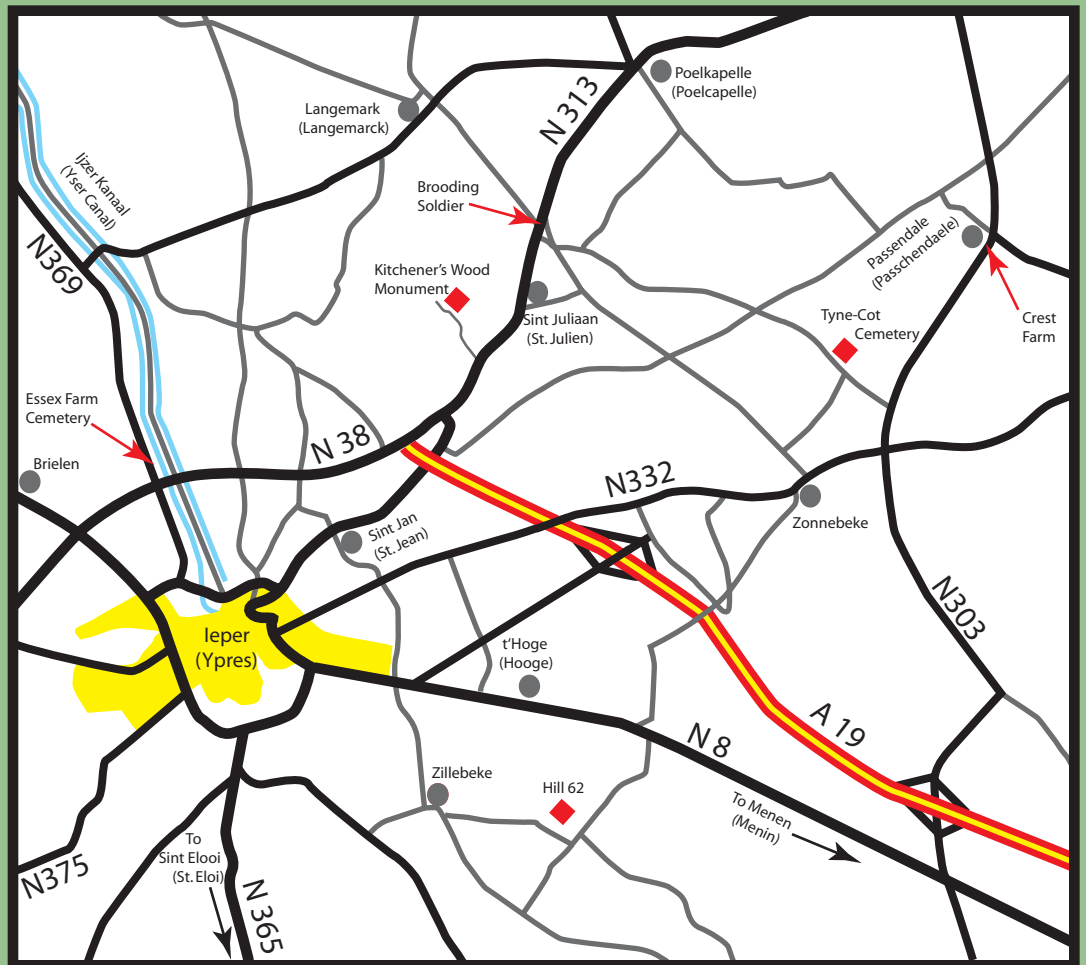 Poelkapelle
(Poelcapelle)
Langemark
(Langemarck)
N 313
Ijzer Kanaal
(Yser Canal)
Brooding
Soldier
N369
Passendale
(Passchendaele)
Kitchener's Wood
Monument
Sint Juliaan
(St. Julien)
Tyne-Cot
Cemetery
Crest
Farm
Essex Farm
Cemetery
Brielen
N 38
N332
Zonnebeke
Sint Jan
(St. Jean)
N303
Ieper
(Ypres)
t'Hoge
(Hooge)
A 19
N 8
Zillebeke
Hill 62
To Menen
(Menin)
To
Sint Elooi
(St. Eloi)
N375
N 365